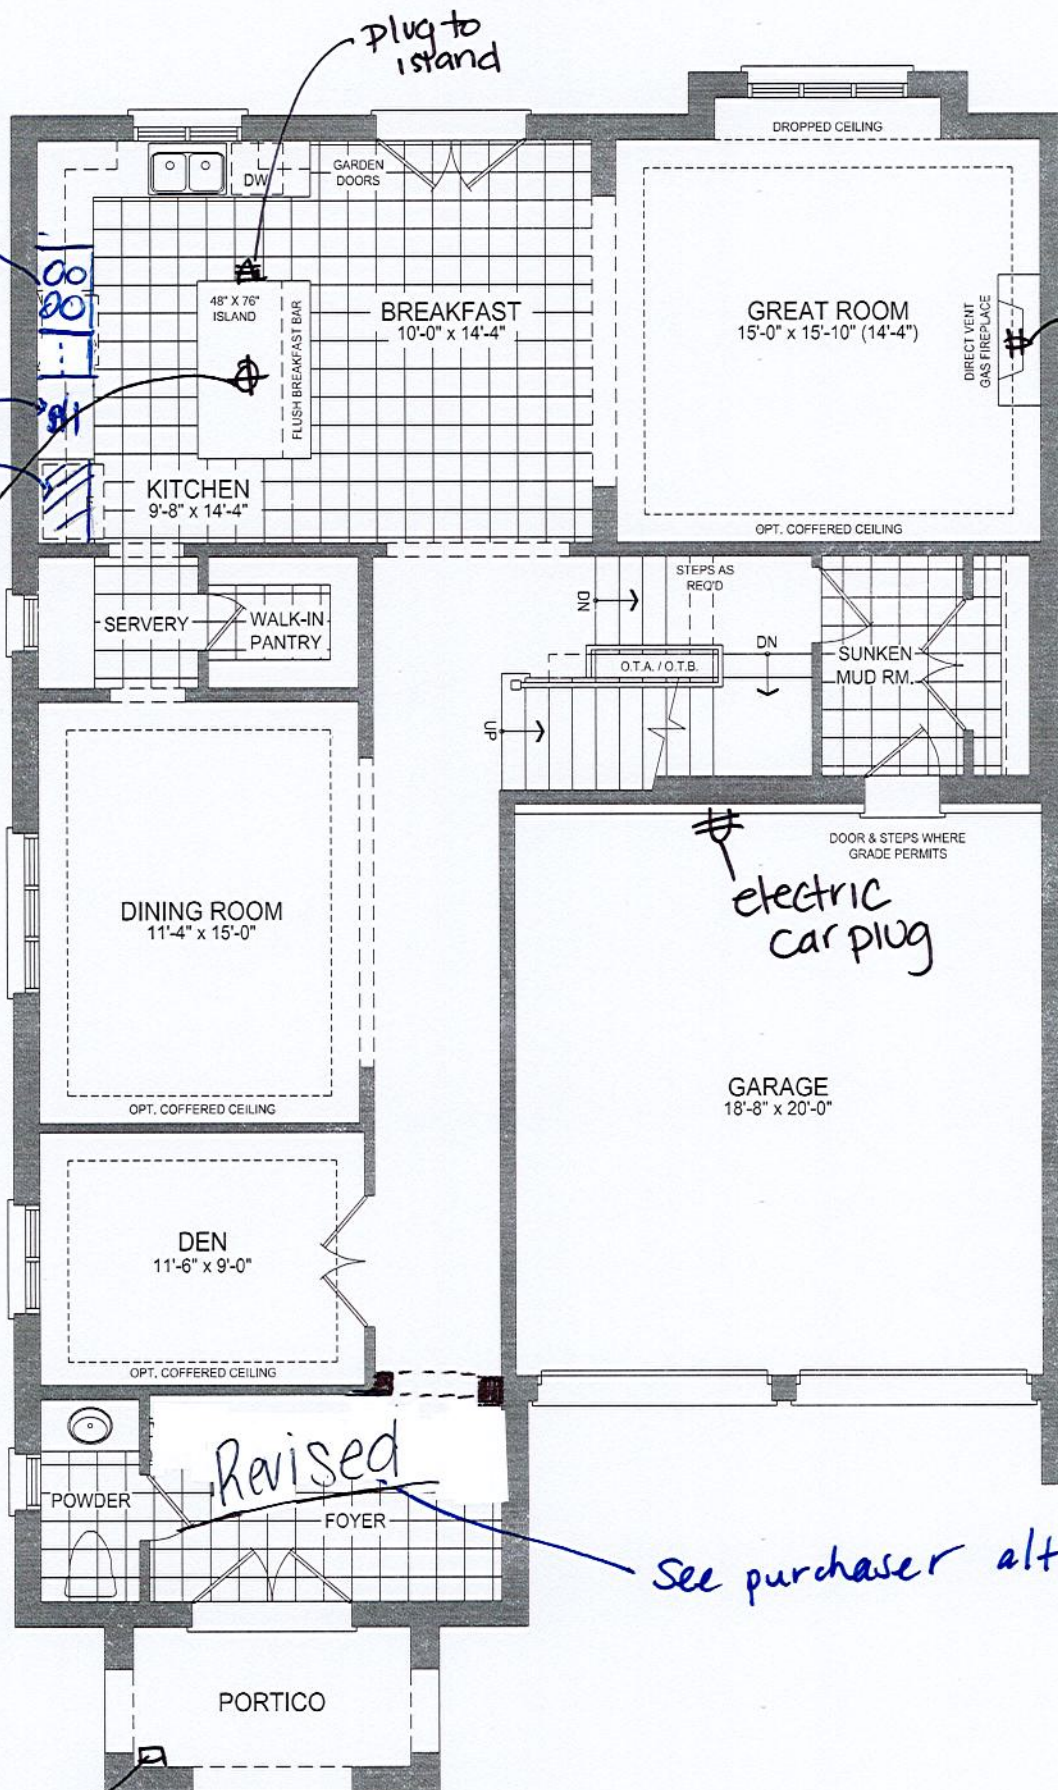 plug to
island
DROPPED CEILING
GARDEN
DOORS
DW
48" X 76"
ISLAND
FLUSH BREAKFAST BAR
BREAKFAST
10'-0" x 14'-4"
GREAT ROOM
15'-0" x 15'-10" (14'-4")
DIRECT VENT
GAS FIREPLACE
KITCHEN
9'-8" x 14'-4"
OPT. COFFERED CEILING
STEPS AS
REQ'D
DN
SERVERY
WALK-IN
PANTRY
O.T.A. / O.T.B.
DN
SUNKEN
MUD RM.
UP
DOOR & STEPS WHERE
GRADE PERMITS
electric
car plug
DINING ROOM
11'-4" x 15'-0"
OPT. COFFERED CEILING
GARAGE
18'-8" x 20'-0"
DEN
11'-6" x 9'-0"
OPT. COFFERED CEILING
Revised
POWDER
FOYER
see purchaser alt
PORTICO